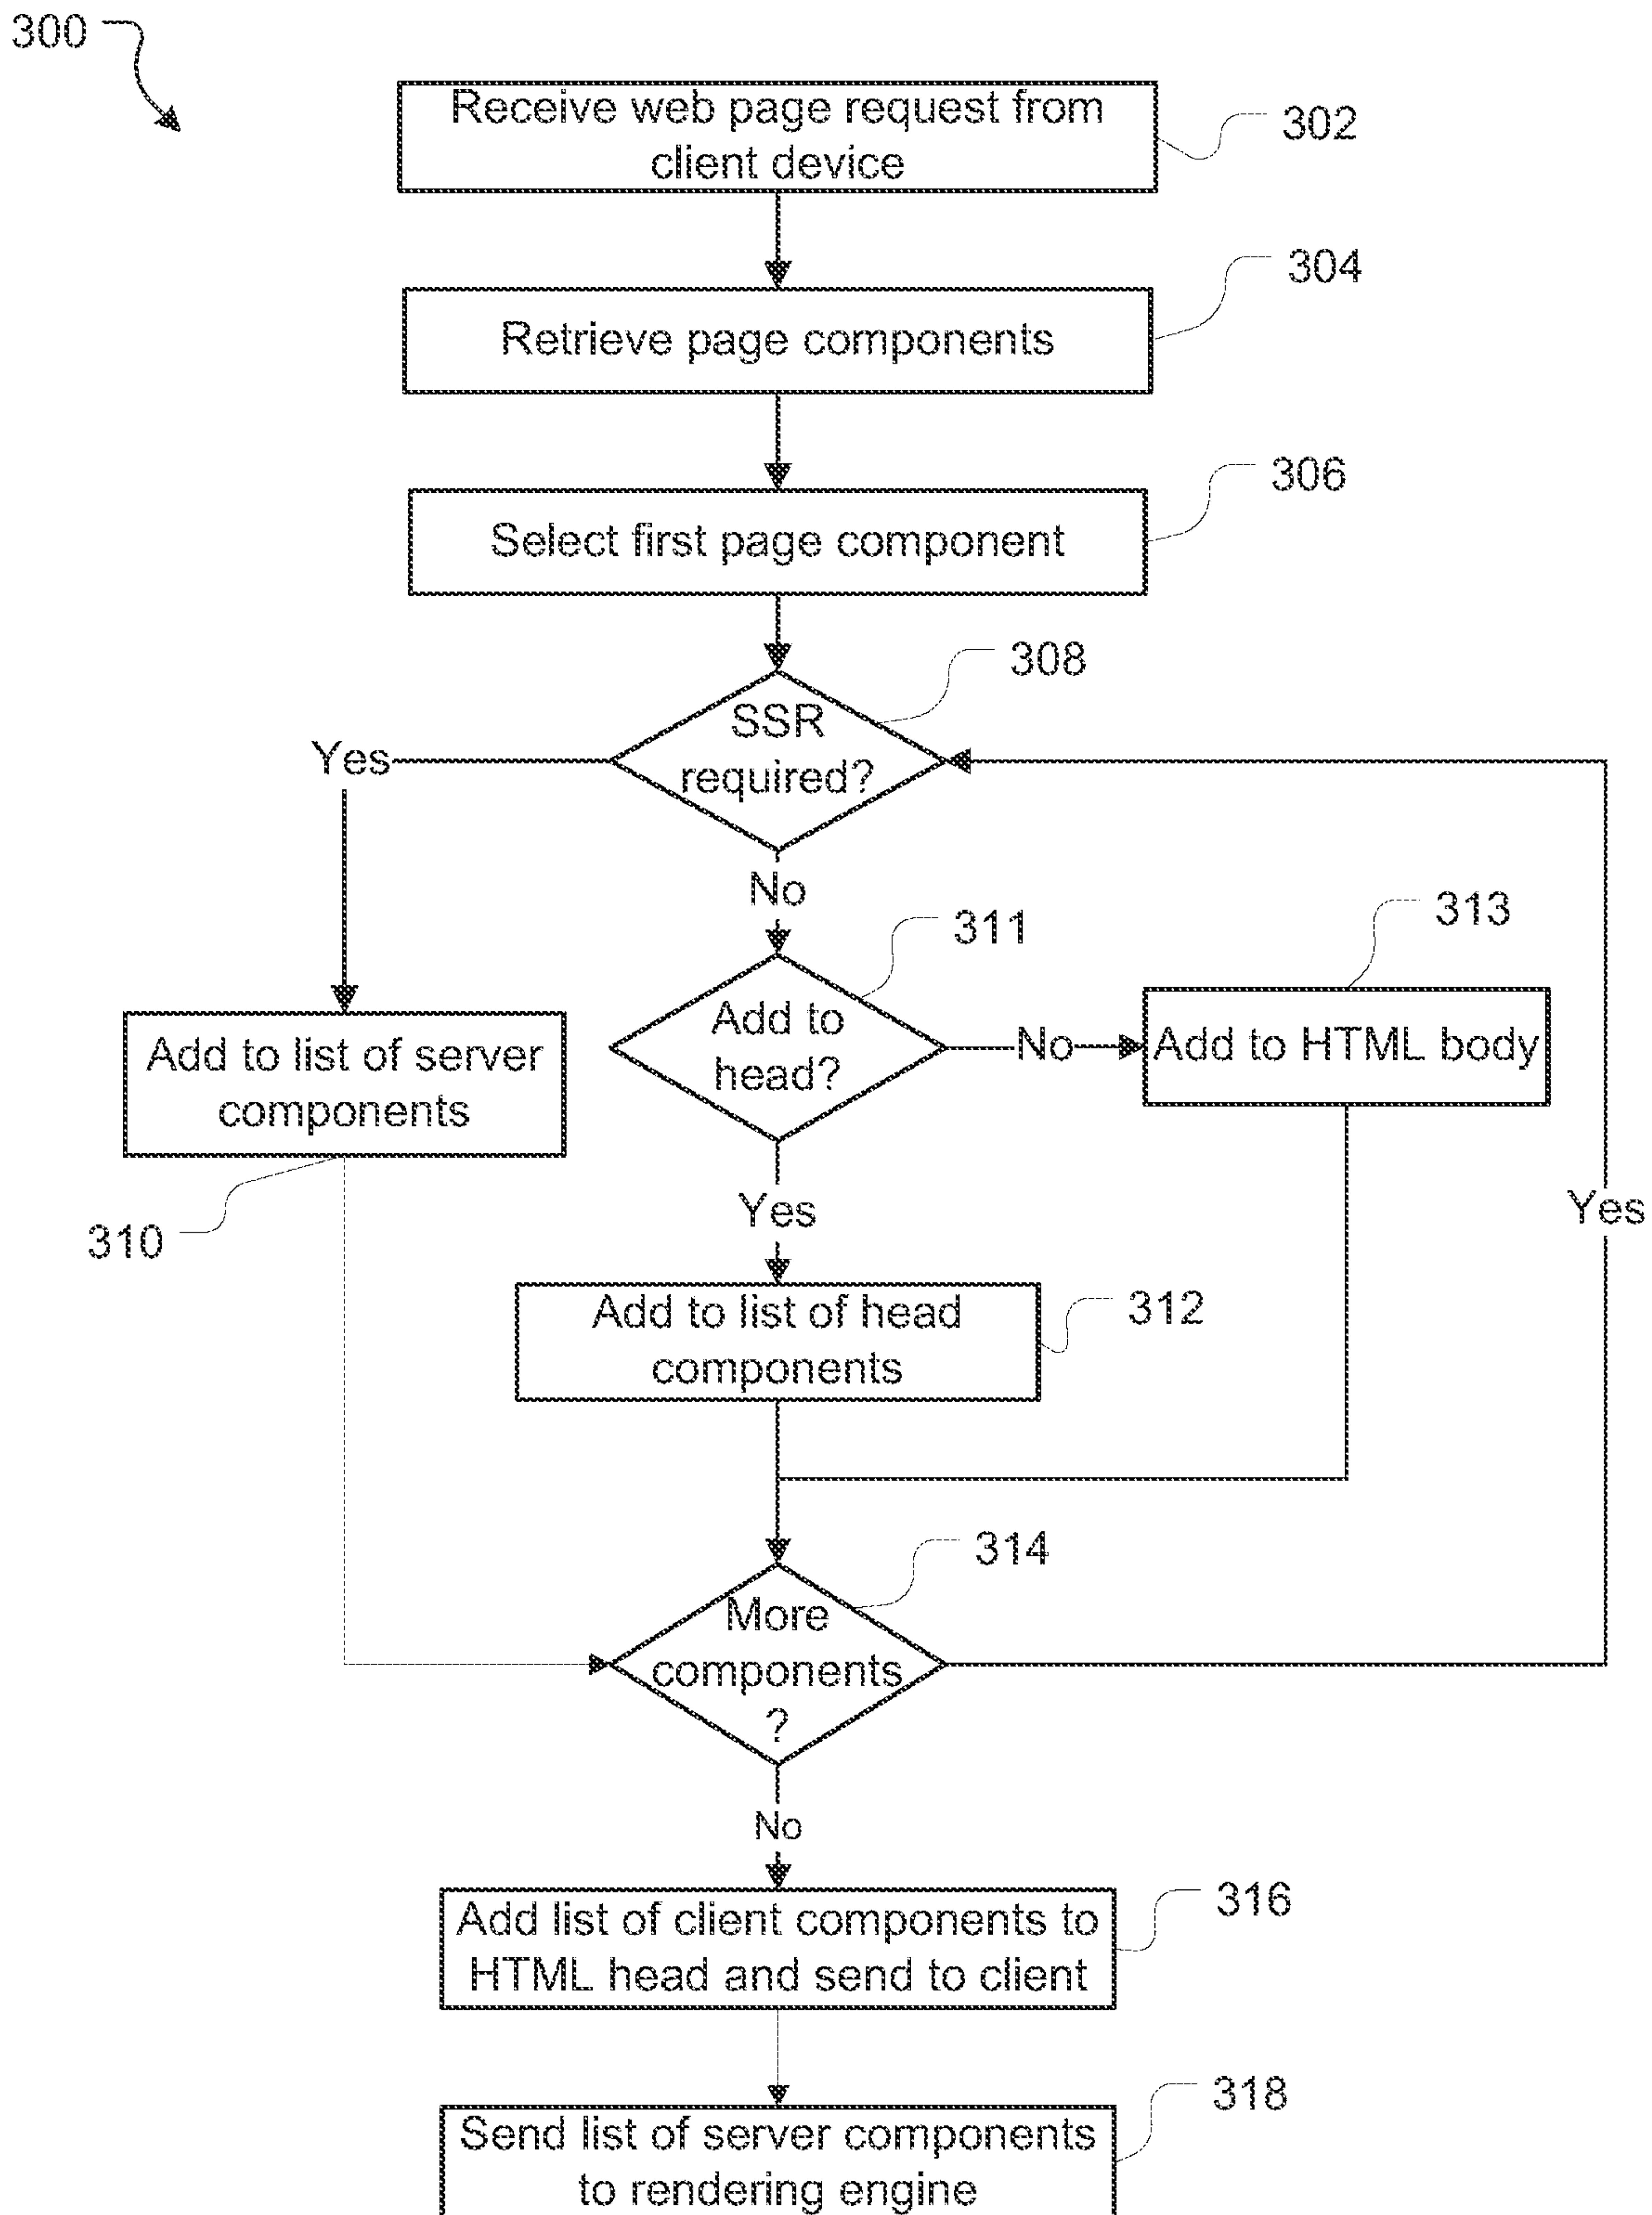 300
Receive web page request from
client device
302
304
Retrieve page components
306
Select first page component
308
SSR
required?
Yes
No
311
313
Add to
head?
No
Add to HTML body
Add to list of server
components
310
Yes
Yes
Add to list of head
components
312
314
More
components
?
No
316
Add list of client components to
HTML head and send to client
318
Send list of server components
to rendering engine